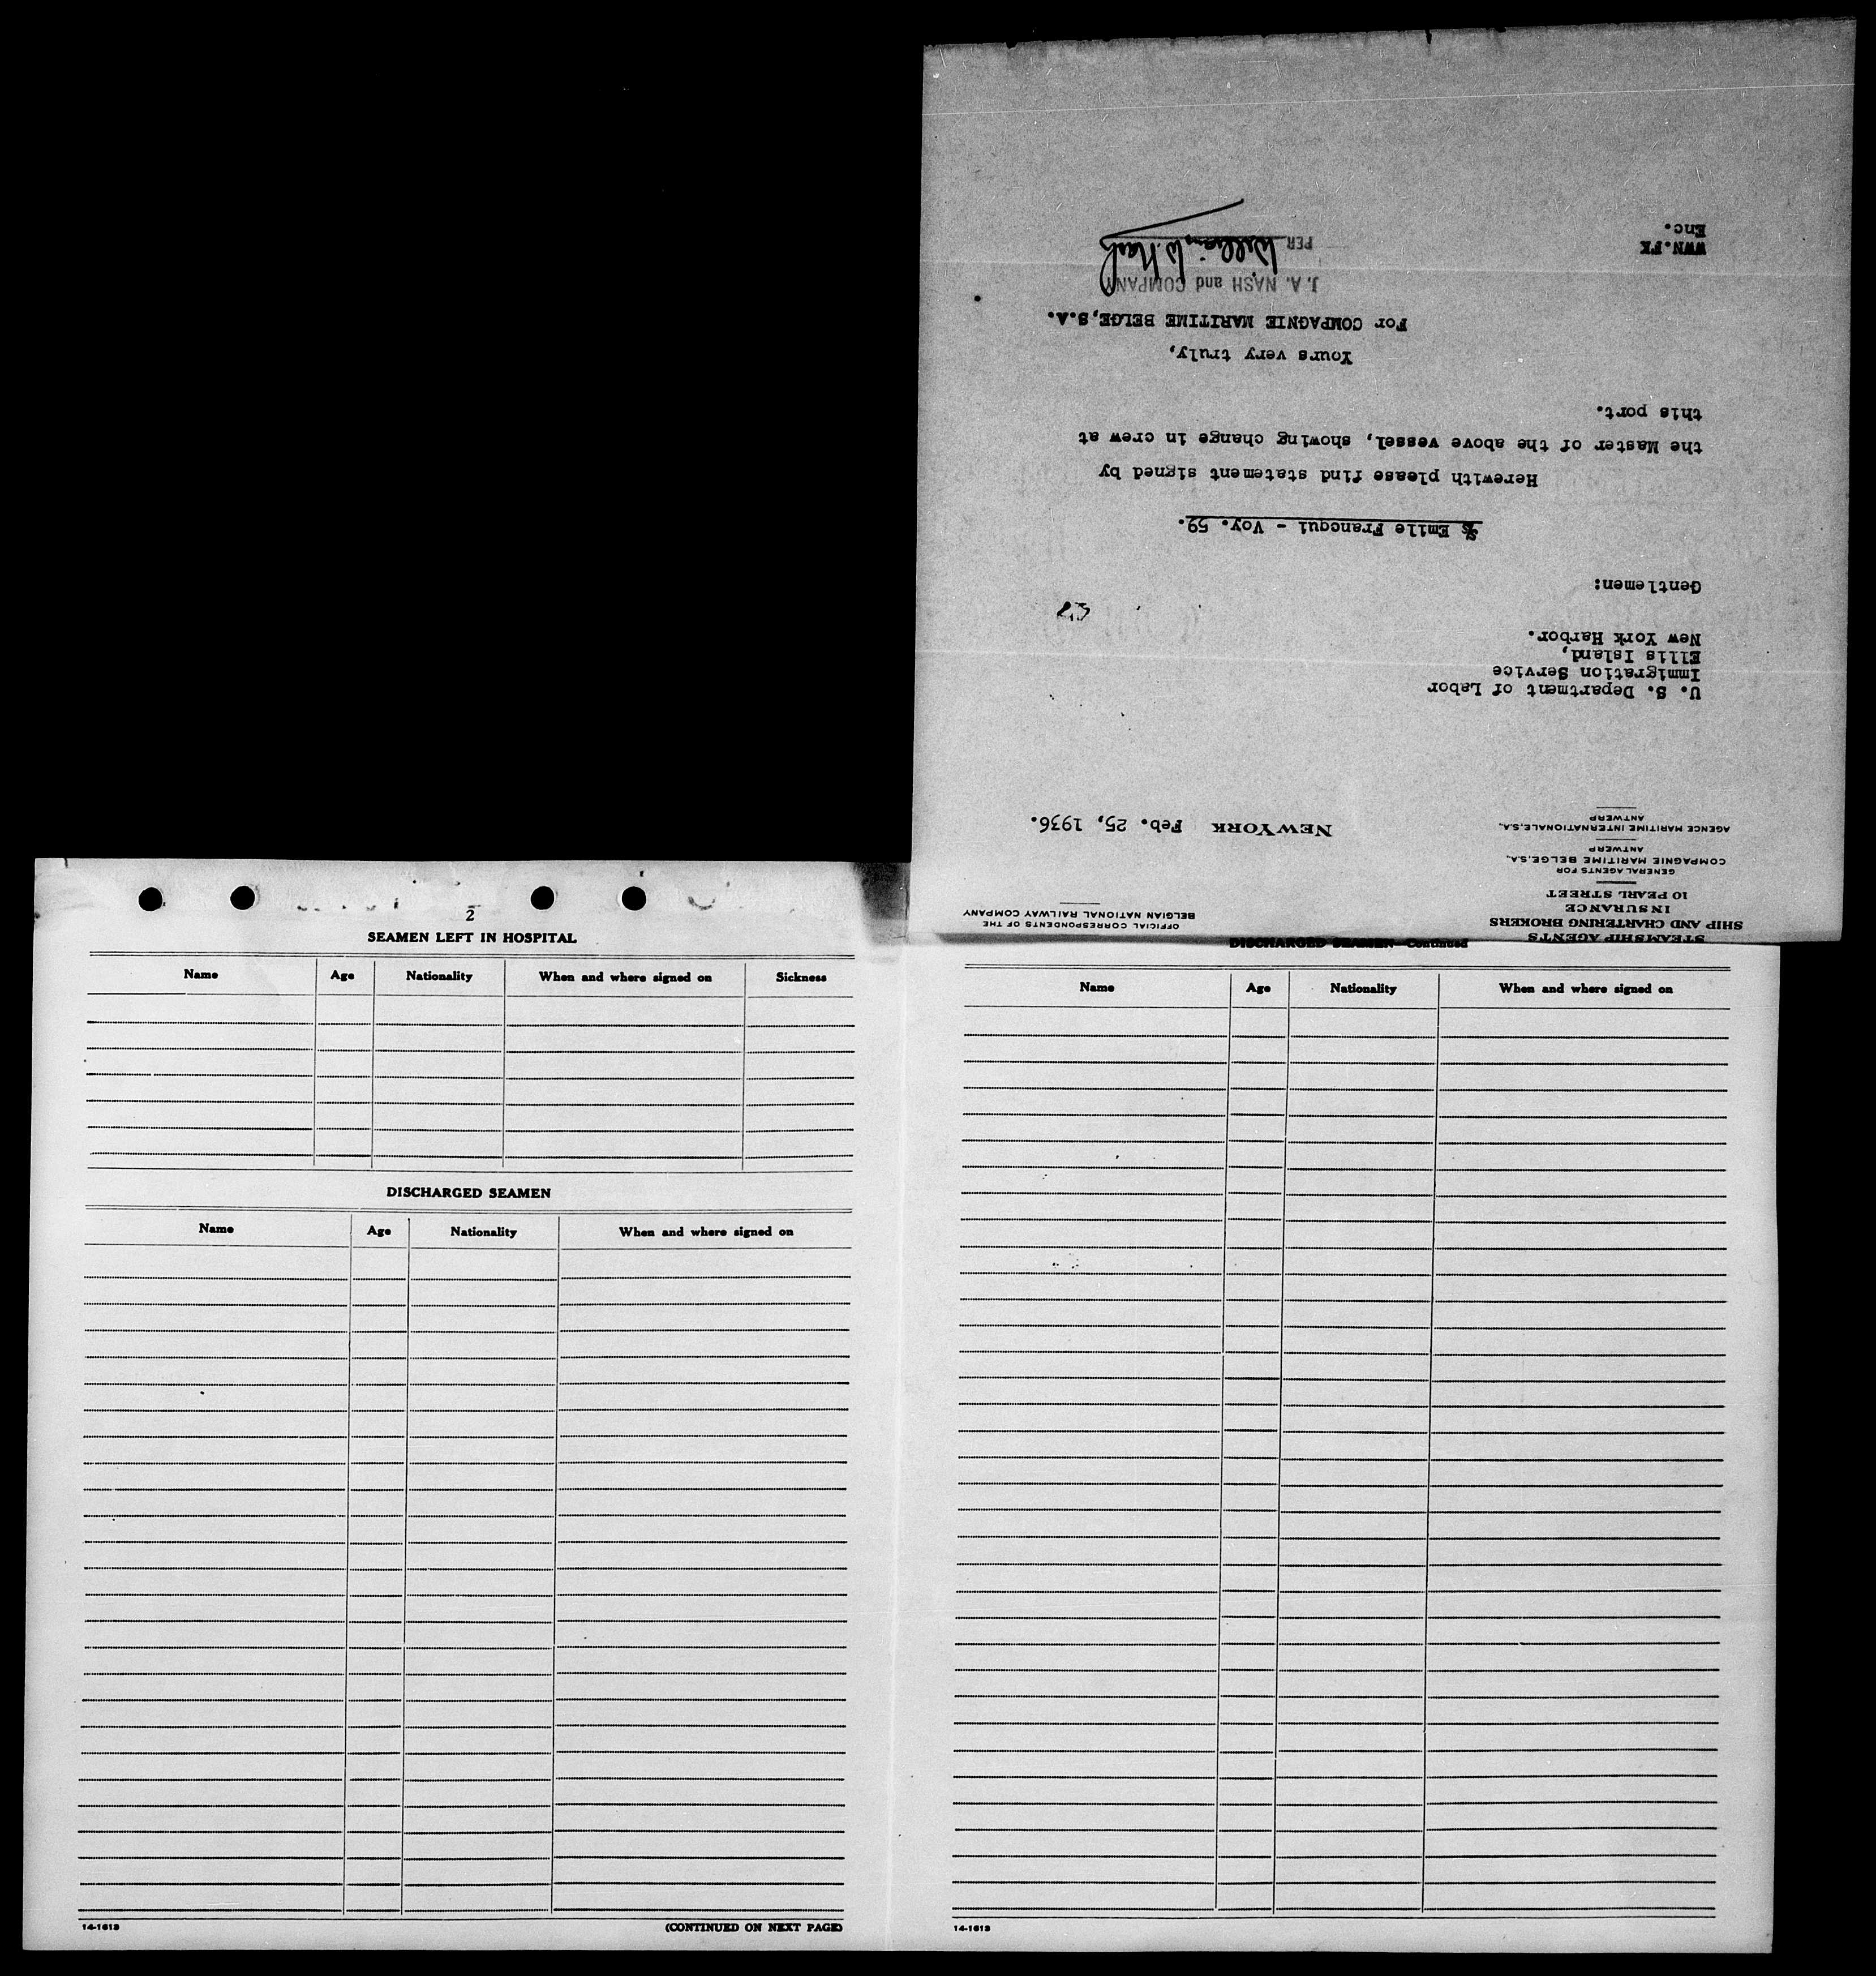 STEAMSHIP AGENTS
SHIP AND CHARTERING BROKERS
INSURANCE
10 PEARL STREET
GENERAL AGENTS FOR
COMPAGNIE MARITIME BELGE, S.A.,
ANTWERP
AGENCE MARITIME INTERNATIONALE, S.A.,
ANTWERP
OFFICIAL CORRESPONDENTS OF THE
BELGIAN NATIONAL RAILWAY COMPANY
NEW YORK Feb. 25, 1936.
U. S. Department of Labor
Immigration Service
Ellis Island,
New York Harbor.
Gentlemen:
S/S Emile Francqui - Voy. 59.
Herewith please find statement signed by
the Master of the above vessel, showing change in crew at
this port.
Yours very truly,
For COMPAGNIE MARITIME BELGE, S.A.
J. A. NASH and COMPANY
PER William W. Nash
WWN.FK
Enc.
2
SEAMEN LEFT IN HOSPITAL
Name Age Nationality When and where signed on Sickness
DISCHARGED SEAMEN
Name Age Nationality When and where signed on
14-1613 (CONTINUED ON NEXT PAGE)
DISCHARGED SEAMEN—Continued
Name Age Nationality When and where signed on
14-1613